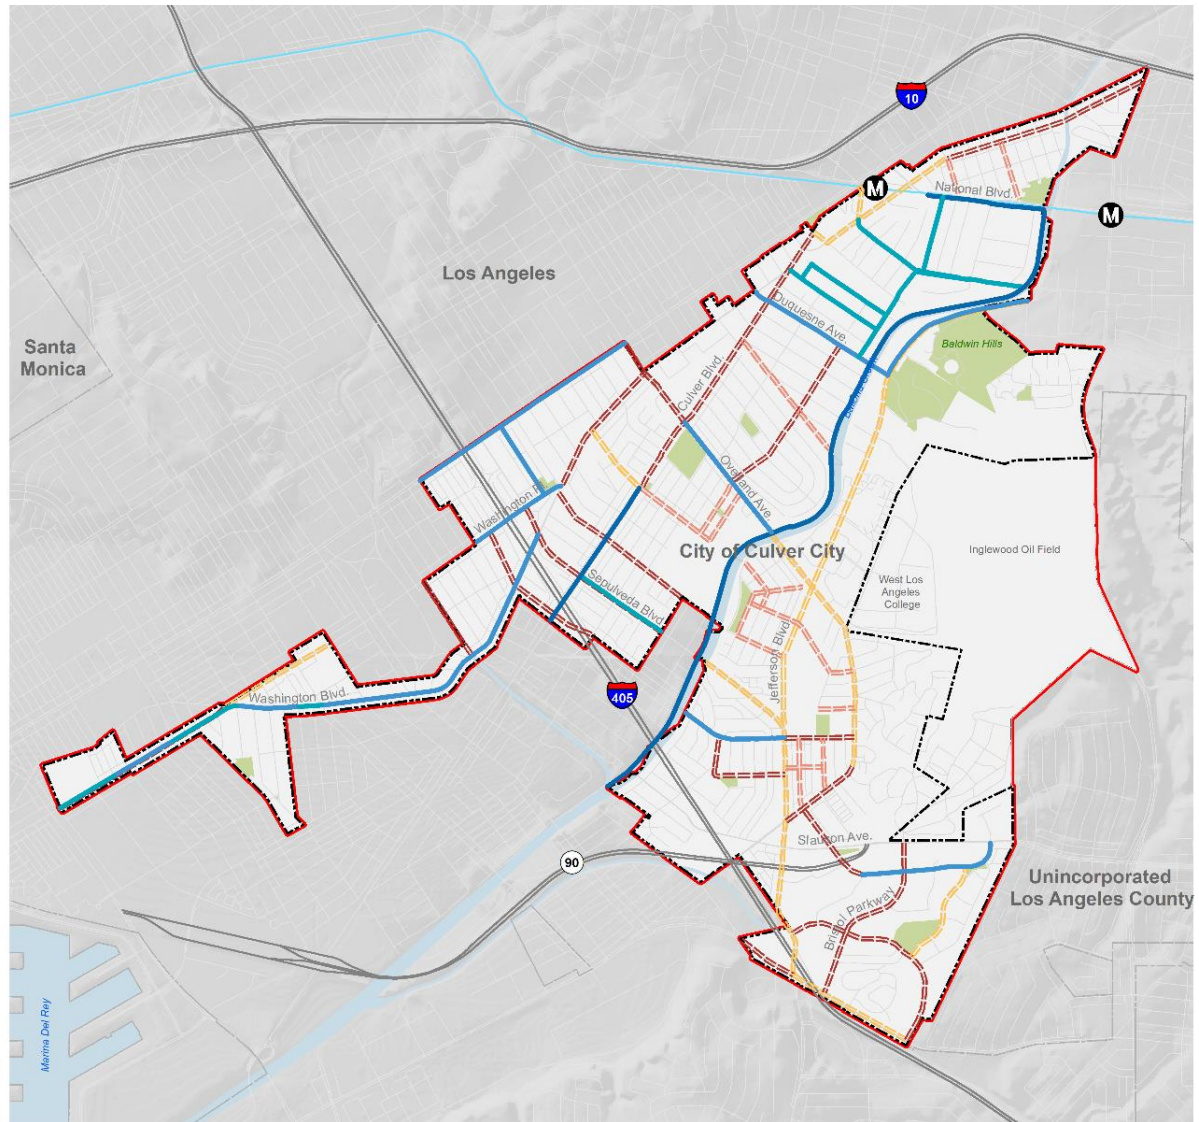 10
M
National Blvd.
M
Los Angeles
Duquesne Ave.
Santa
Monica
Baldwin Hills
Culver Blvd.
Overland Ave
Washington
City of Culver City
Inglewood Oil Field
West Los
Angeles
College
Sepulveda Blvd.
Jefferson Blvd.
Washington Blvd.
405
Slauson Ave.
90
Unincorporated
Los Angeles County
Bristol Parkway
Marina Del Rey